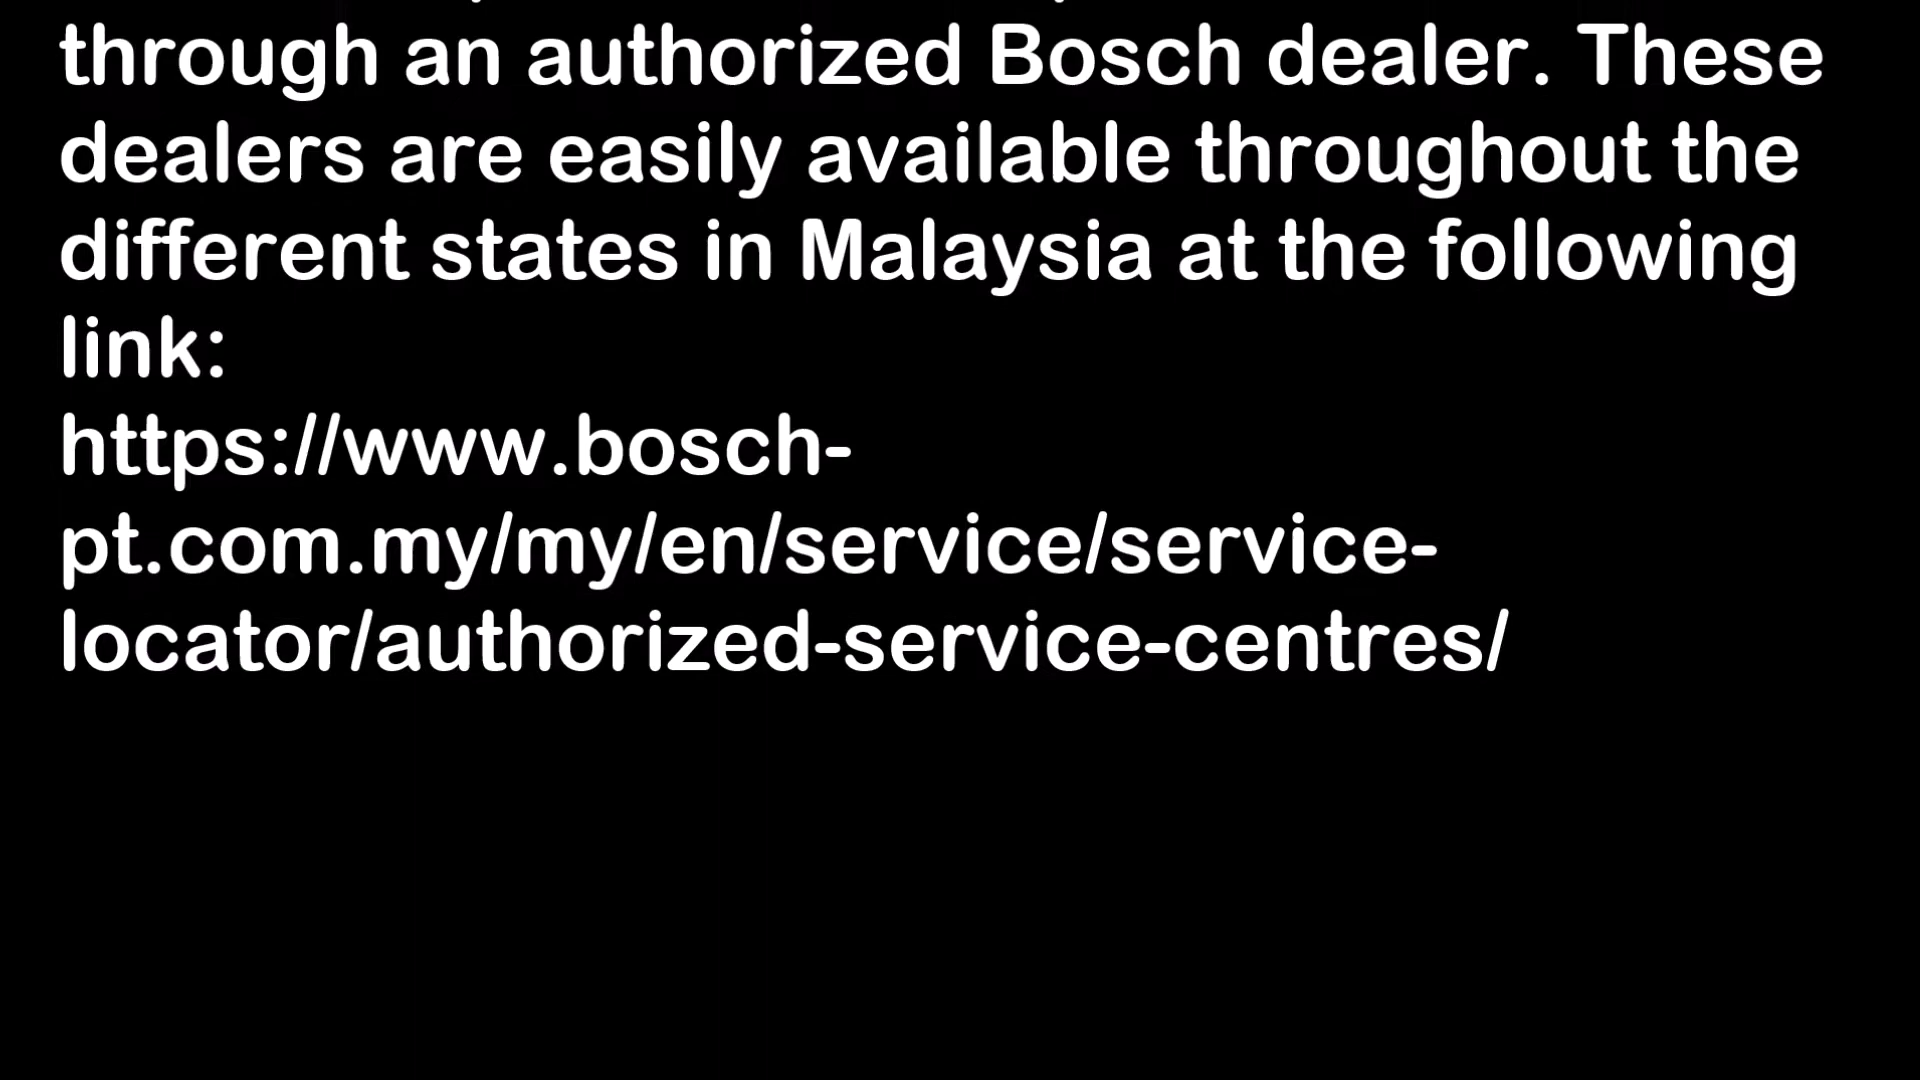 through an authorized Bosch dealer. These
dealers are easily available throughout the
different states in Malaysia at the following
link:
https://www.bosch-
pt.com.my/my/en/service/service-
locator/authorized-service-centres/